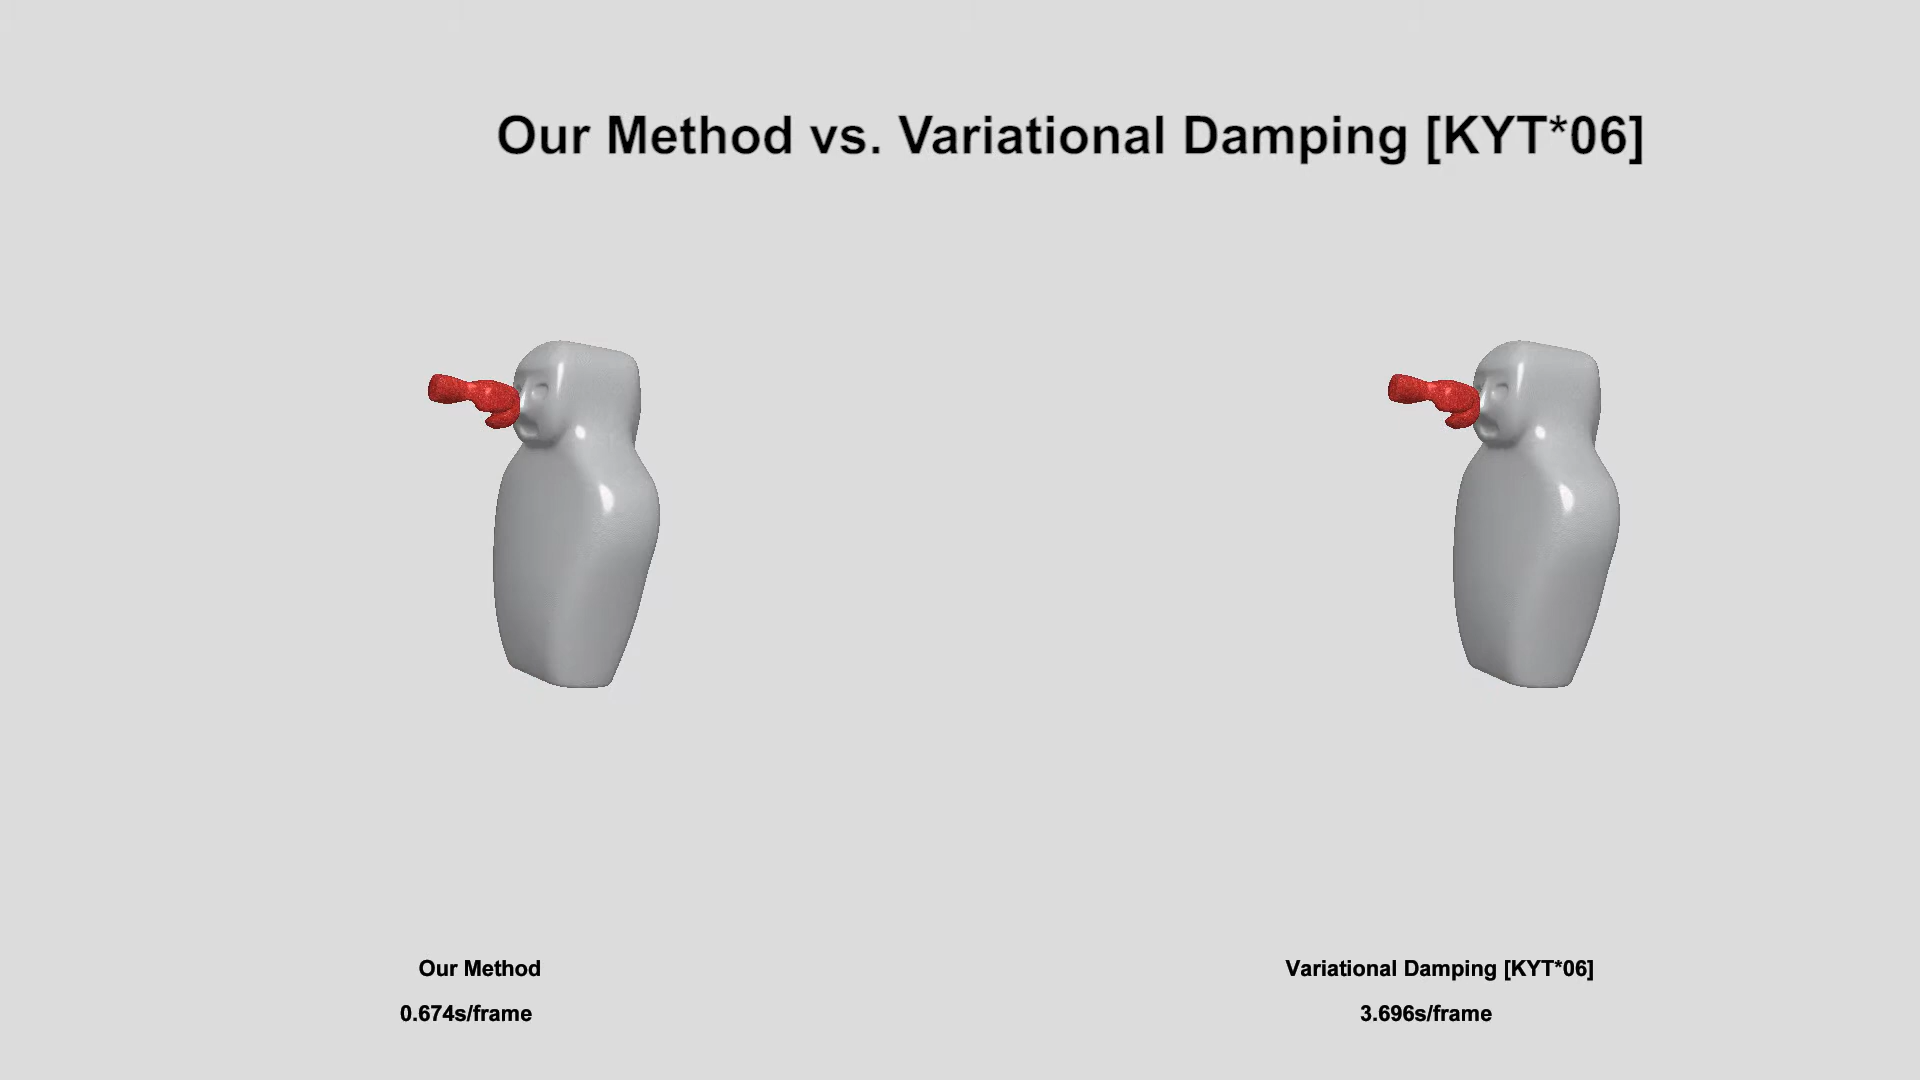 Our Method vs. Variational Damping [KYT*06]
Our Method
0.674s/frame
Variational Damping [KYT*06]
3.696s/frame